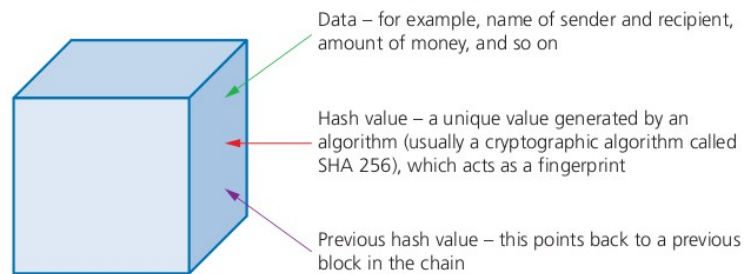 Data – for example, name of sender and recipient,
amount of money, and so on
Hash value – a unique value generated by an
algorithm (usually a cryptographic algorithm called
SHA 256), which acts as a fingerprint
Previous hash value – this points back to a previous
block in the chain